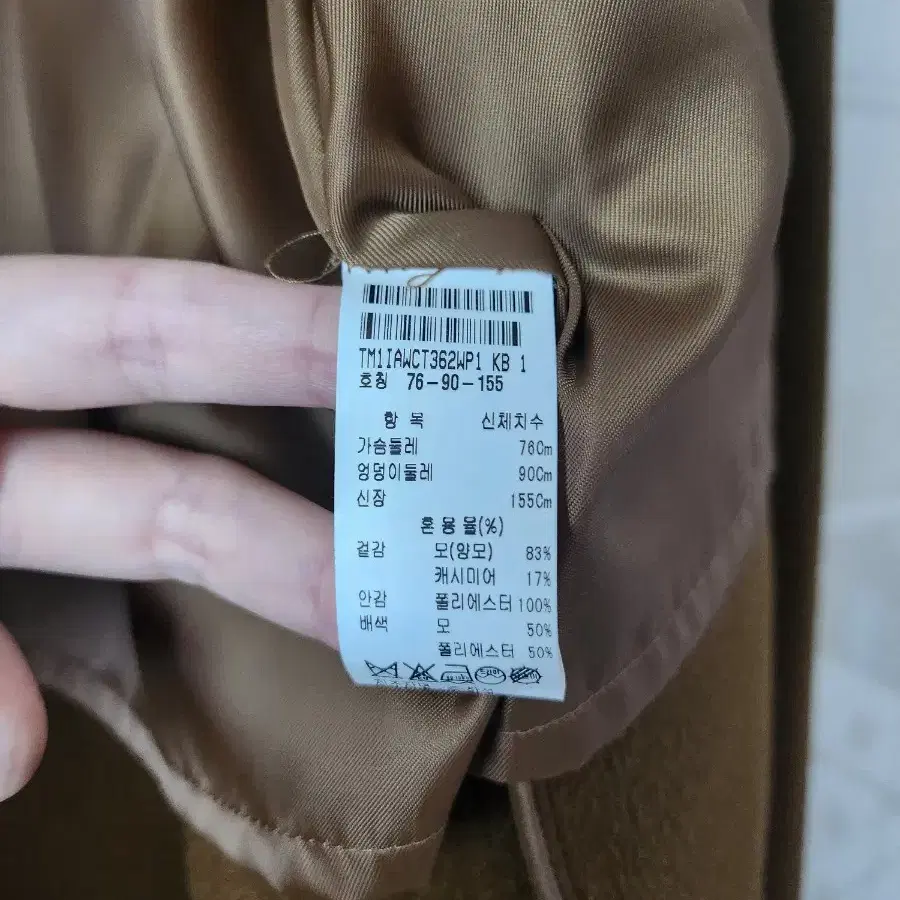 TM1IAWCT362WP1 KB 1
호칭 76-90-155
항 목 신체치수
가슴둘레 76Cm
엉덩이둘레 90Cm
신장 155Cm
혼용율(%)
겉감 모(양모) 83%
캐시미어 17%
안감 폴리에스터 100%
배색 모 50%
폴리에스터 50%